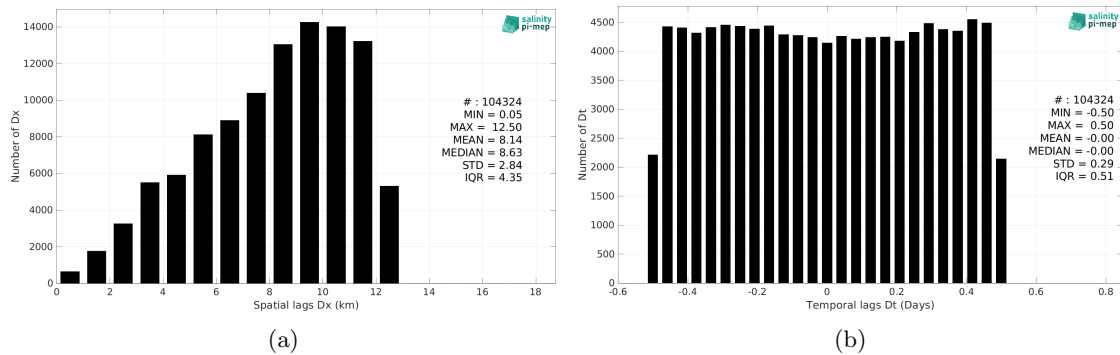 14000
12000
10000
8000
6000
4000
2000
0
Number of Dx
0 2 4 6 8 10 12 14 16 18
Spatial lags Dx (km)
salinity
pi-mep
# : 104324
MIN = 0.05
MAX = 12.50
MEAN = 8.14
MEDIAN = 8.63
STD = 2.84
IQR = 4.35
(a)
4500
4000
3500
3000
2500
2000
1500
1000
500
0
Number of Dt
-0.6 -0.4 -0.2 0 0.2 0.4 0.6 0.8
Temporal lags Dt (Days)
salinity
pi-mep
# : 104324
MIN = -0.50
MAX = 0.50
MEAN = -0.00
MEDIAN = -0.00
STD = 0.29
IQR = 0.51
(b)